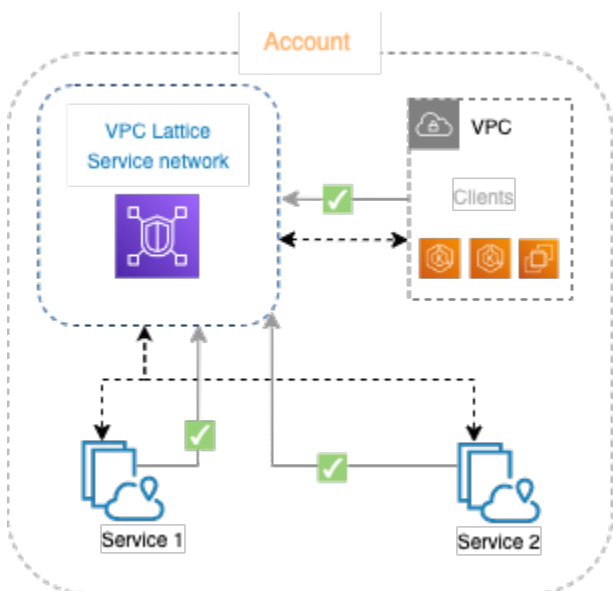 Account
VPC Lattice
Service network
VPC
Clients
Service 1
Service 2